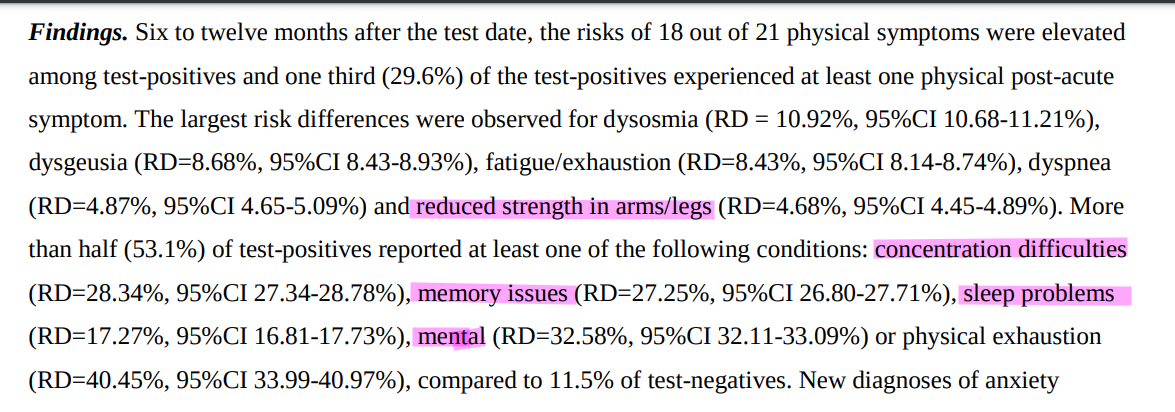 Findings. Six to twelve months after the test date, the risks of 18 out of 21 physical symptoms were elevated
among test-positives and one third (29.6%) of the test-positives experienced at least one physical post-acute
symptom. The largest risk differences were observed for dysosmia (RD = 10.92%, 95%CI 10.68-11.21%),
dysgeusia (RD=8.68%, 95%CI 8.43-8.93%), fatigue/exhaustion (RD=8.43%, 95%CI 8.14-8.74%), dyspnea
(RD=4.87%, 95%CI 4.65-5.09%) and reduced strength in arms/legs (RD=4.68%, 95%CI 4.45-4.89%). More
than half (53.1%) of test-positives reported at least one of the following conditions: concentration difficulties
(RD=28.34%, 95%CI 27.34-28.78%), memory issues (RD=27.25%, 95%CI 26.80-27.71%), sleep problems
(RD=17.27%, 95%CI 16.81-17.73%), mental (RD=32.58%, 95%CI 32.11-33.09%) or physical exhaustion
(RD=40.45%, 95%CI 33.99-40.97%), compared to 11.5% of test-negatives. New diagnoses of anxiety